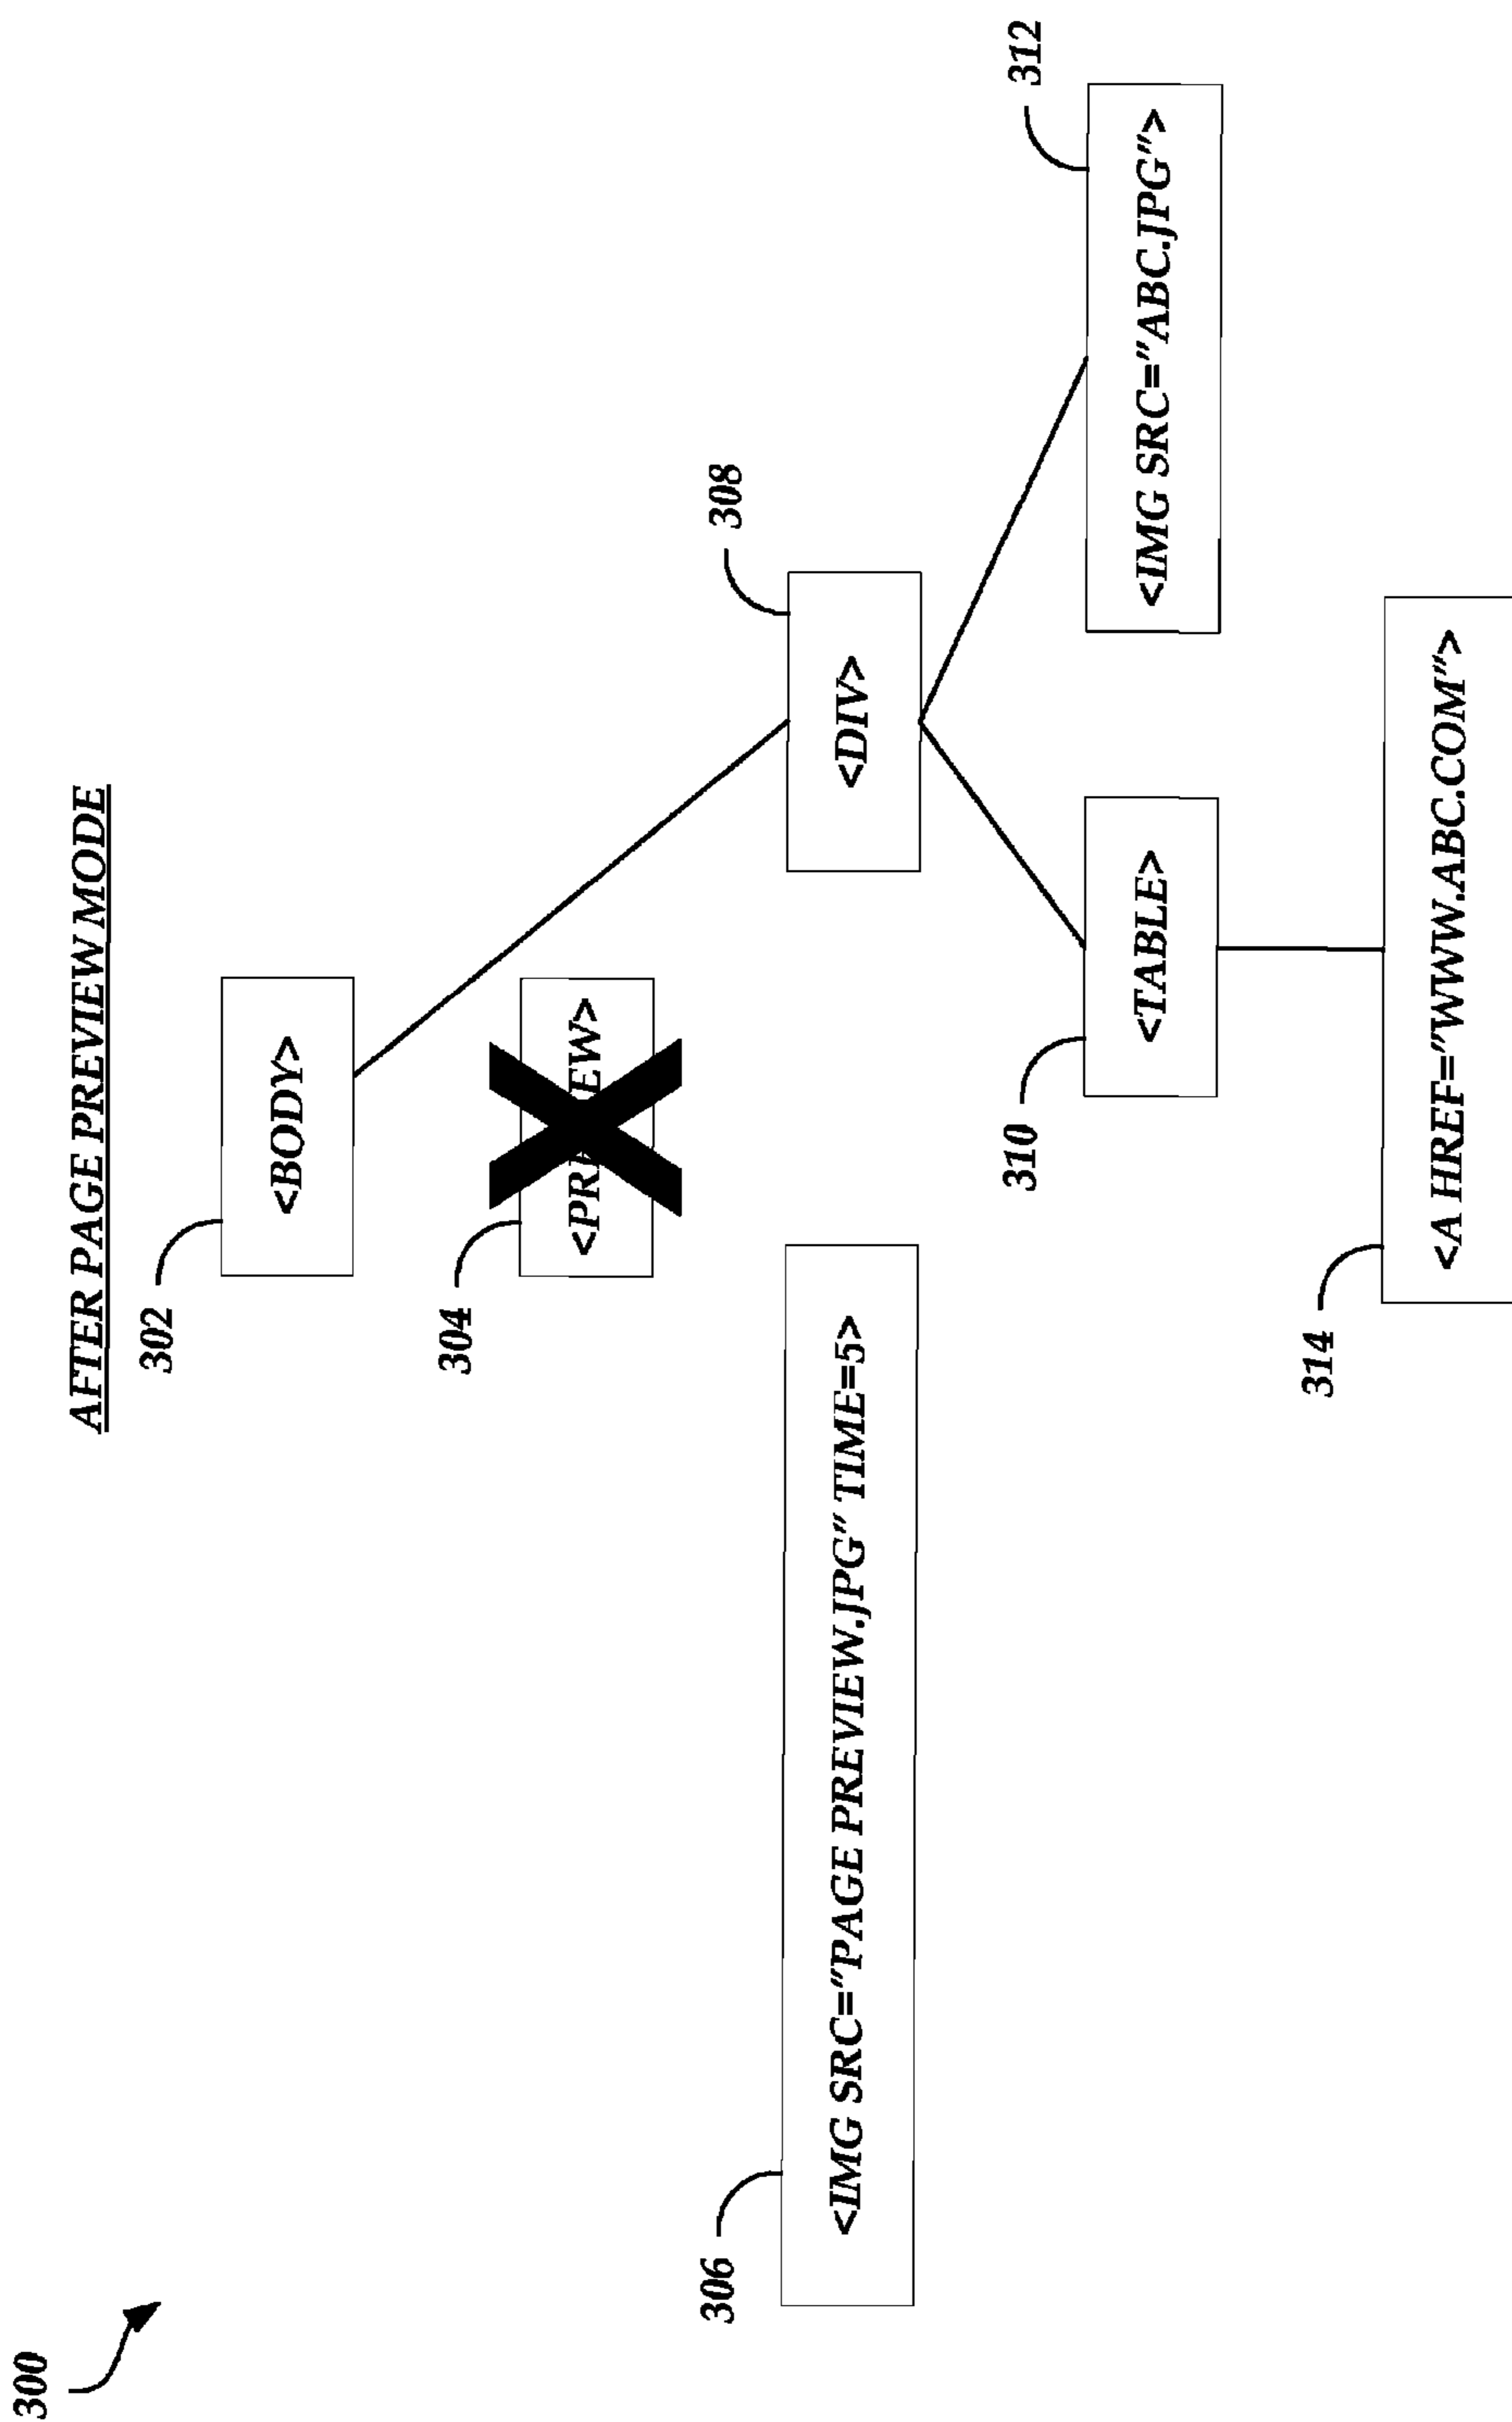 300
AFTER PAGE PREVIEW MODE
302
<BODY>
304
<PREVIEW>
306
<IMG SRC="PAGE PREVIEW.JPG" TIME=5>
308
<DIV>
310
<TABLE>
312
<IMG SRC="ABC.JPG">
314
<A HREF="WWW.ABC.COM">